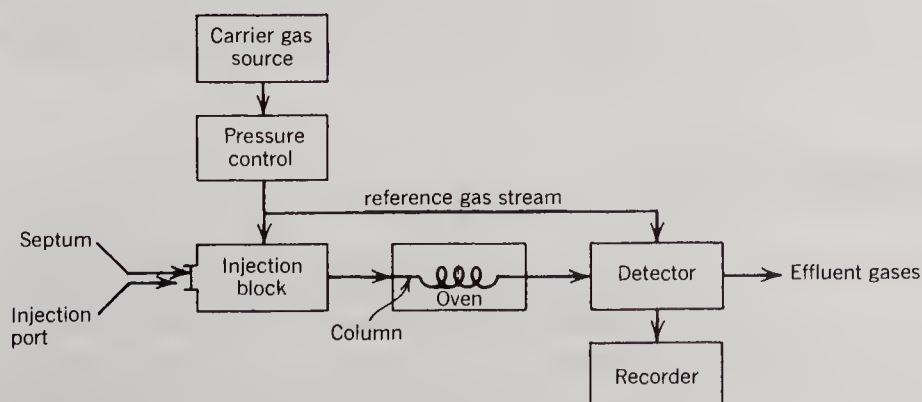 Carrier gas
source
Pressure
control
reference gas stream
Septum
Injection
block
Oven
Detector
Effluent gases
Injection
port
Column
Recorder